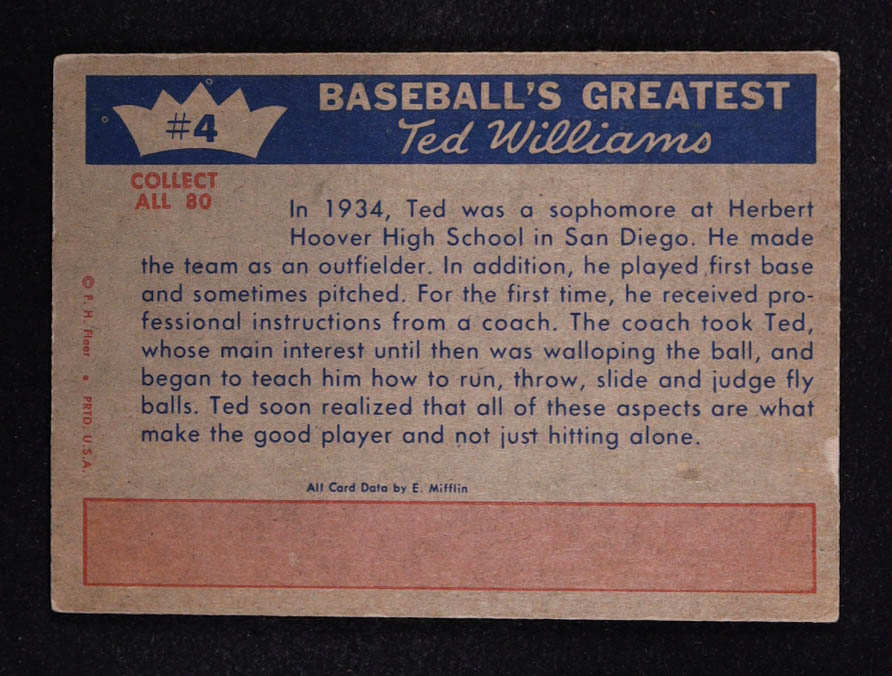 #4
BASEBALL'S GREATEST
Ted Williams
COLLECT
ALL 80
In 1934, Ted was a sophomore at Herbert
Hoover High School in San Diego. He made
the team as an outfielder. In addition, he played first base
and sometimes pitched. For the first time, he received pro-
fessional instructions from a coach. The coach took Ted,
whose main interest until then was walloping the ball, and
began to teach him how to run, throw, slide and judge fly
balls. Ted soon realized that all of these aspects are what
make the good player and not just hitting alone.
© F. H. Fleer • PRTD. U.S.A.
All Card Data by E. Mifflin